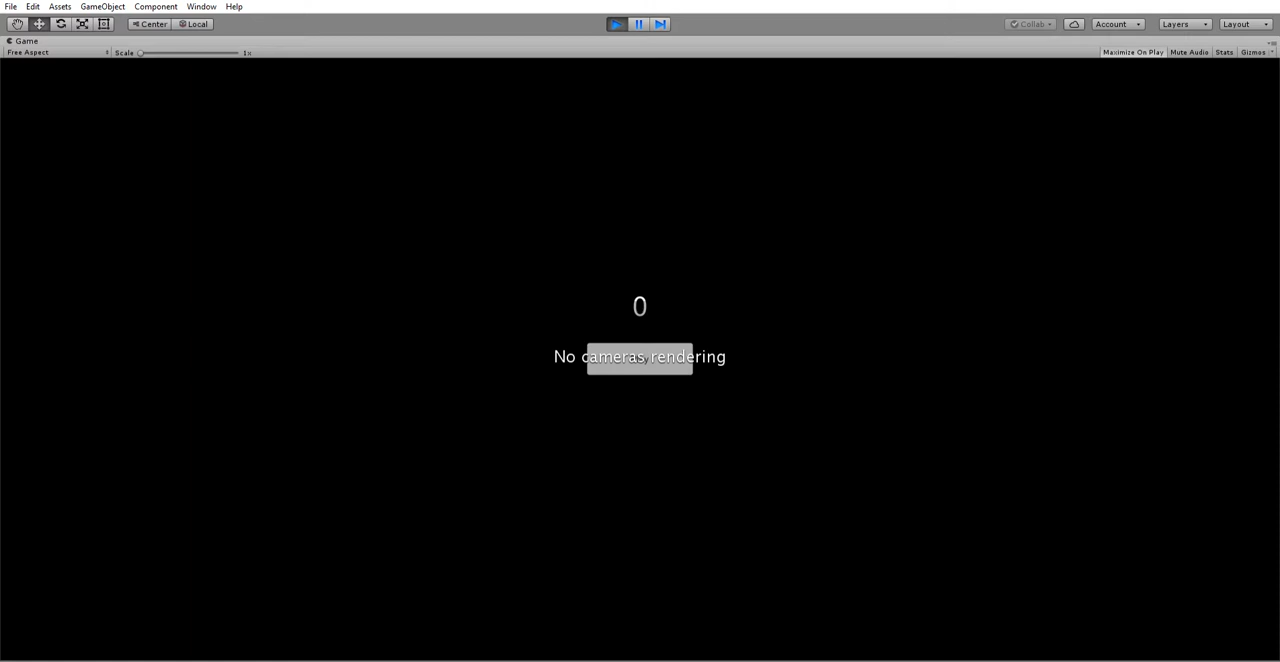 File Edit Assets GameObject Component Window Help
Center Local Collab Account Layers Layout
Game
Free Aspect Scale 1x Maximize On Play Mute Audio Stats Gizmos
0
No cameras rendering